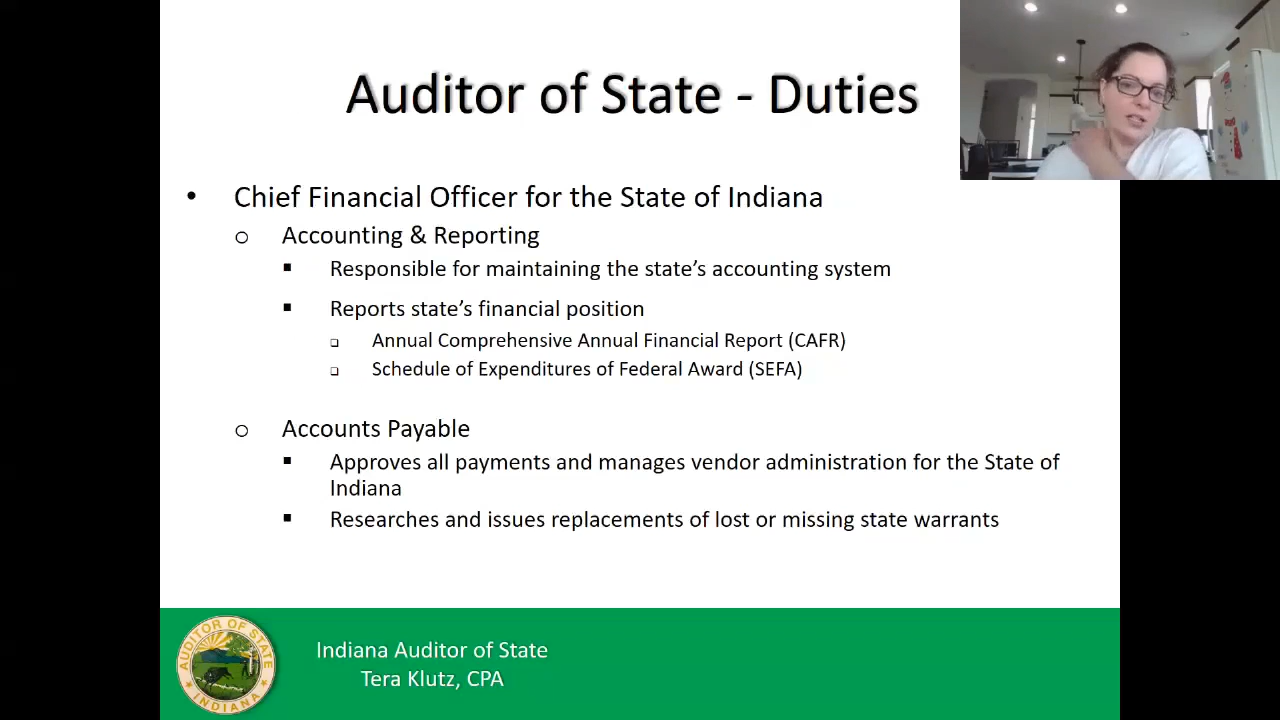 Auditor of State - Duties
• Chief Financial Officer for the State of Indiana
o Accounting & Reporting
▪ Responsible for maintaining the state's accounting system
▪ Reports state's financial position
❑ Annual Comprehensive Annual Financial Report (CAFR)
❑ Schedule of Expenditures of Federal Award (SEFA)
o Accounts Payable
▪ Approves all payments and manages vendor administration for the State of
Indiana
▪ Researches and issues replacements of lost or missing state warrants
AUDITOR OF STATE
INDIANA
Indiana Auditor of State
Tera Klutz, CPA